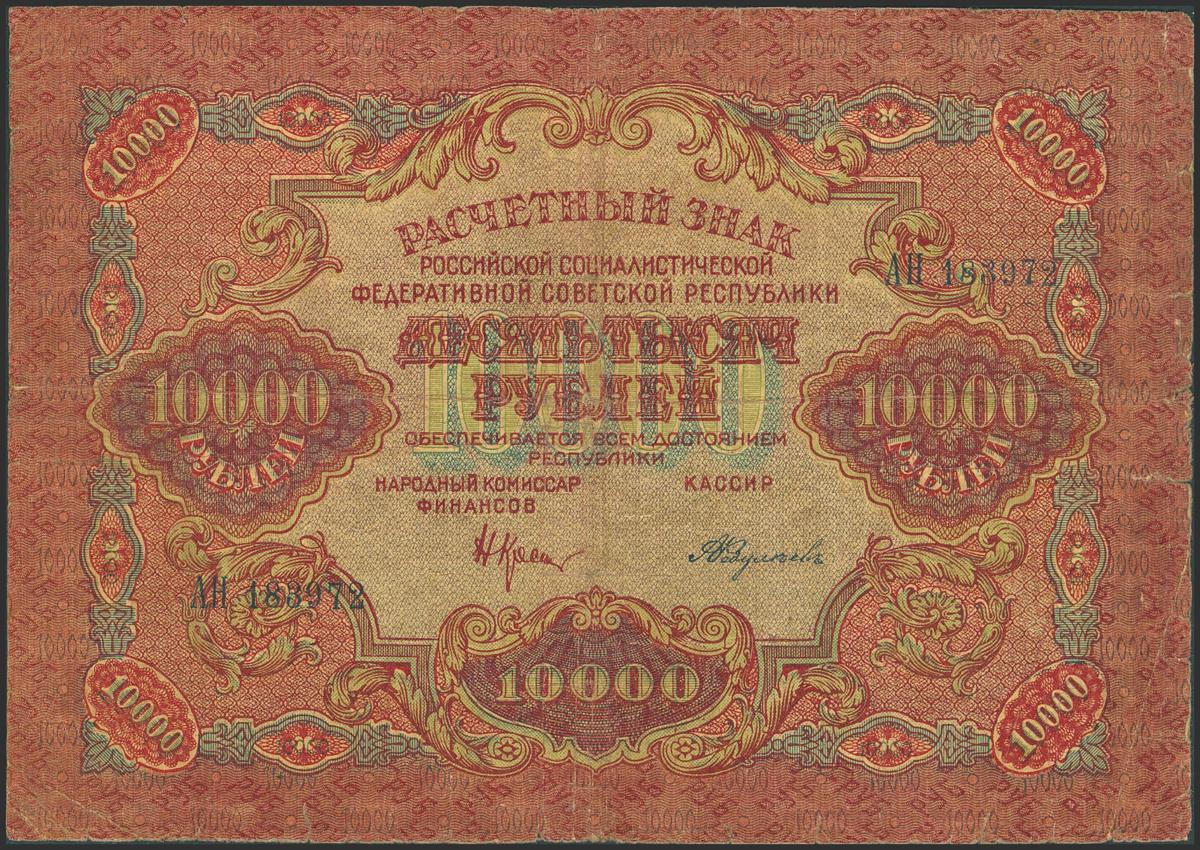 10000
10000
РАСЧЕТНЫЙ ЗНАК
РОССИЙСКОЙ СОЦИАЛИСТИЧЕСКОЙ
АН 183972
ФЕДЕРАТИВНОЙ СОВЕТСКОЙ РЕСПУБЛИКИ
ДЕСЯТЬ ТЫСЯЧ
РУБЛЕЙ
10000
10000
РУБЛЕЙ
10000
РУБЛЕЙ
ОБЕСПЕЧИВАЕТСЯ ВСЕМ ДОСТОЯНИЕМ
РЕСПУБЛИКИ
НАРОДНЫЙ КОМИССАР
ФИНАНСОВ
КАССИР
АН 183972
10000
10000
10000